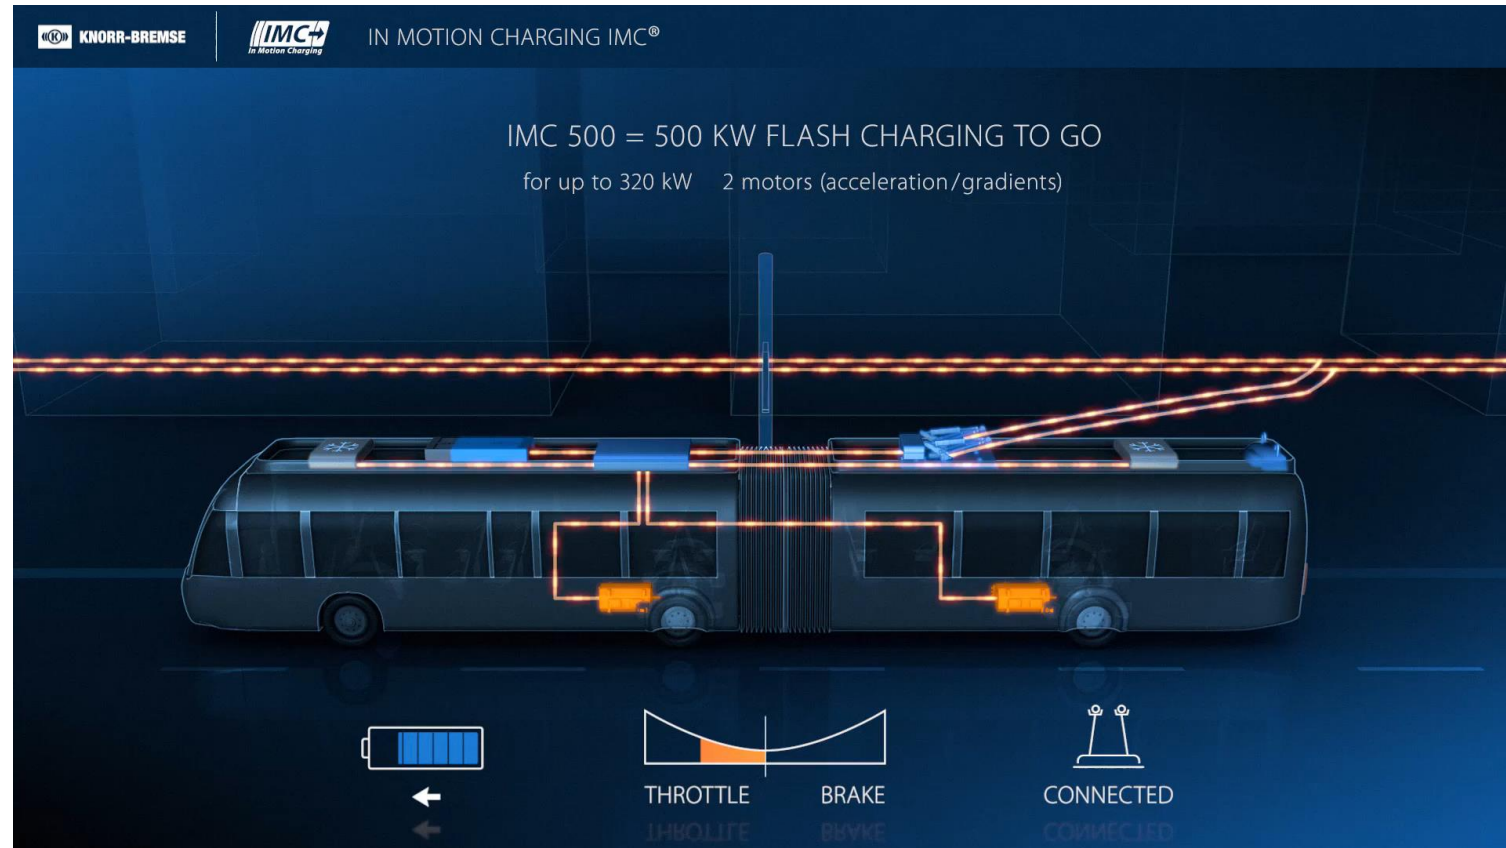 ((K)) KNORR-BREMSE
IMC
In Motion Charging
IN MOTION CHARGING IMC®
IMC 500 = 500 KW FLASH CHARGING TO GO
for up to 320 kW 2 motors (acceleration/gradients)
THROTTLE BRAKE
CONNECTED